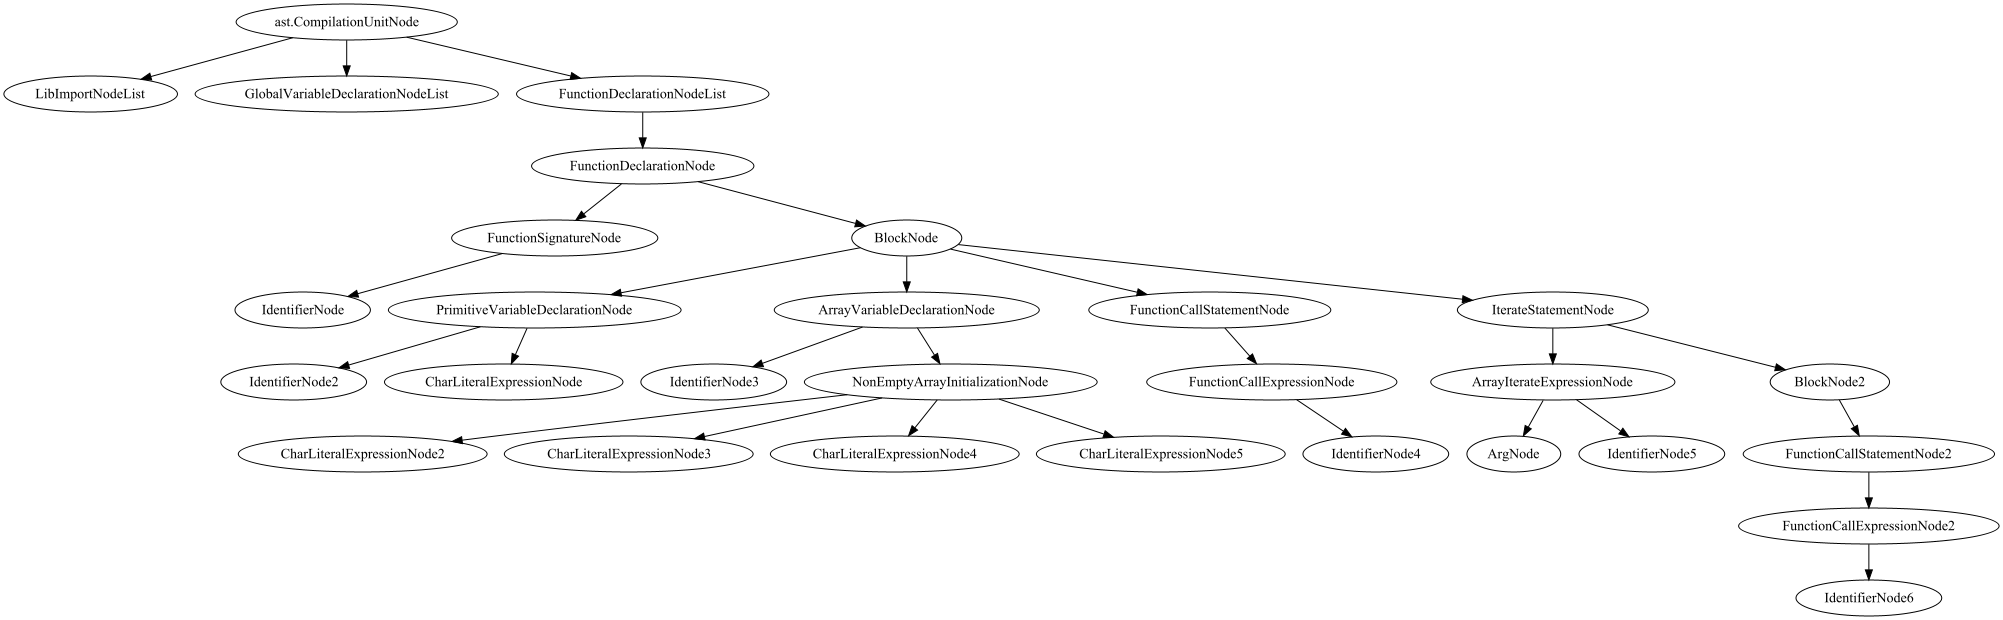 ast.CompilationUnitNode
LibImportNodeList
GlobalVariableDeclarationNodeList
FunctionDeclarationNodeList
FunctionDeclarationNode
FunctionSignatureNode
BlockNode
IdentifierNode
PrimitiveVariableDeclarationNode
ArrayVariableDeclarationNode
FunctionCallStatementNode
IterateStatementNode
IdentifierNode2
CharLiteralExpressionNode
IdentifierNode3
NonEmptyArrayInitializationNode
FunctionCallExpressionNode
ArrayIterateExpressionNode
BlockNode2
CharLiteralExpressionNode2
CharLiteralExpressionNode3
CharLiteralExpressionNode4
CharLiteralExpressionNode5
IdentifierNode4
ArgNode
IdentifierNode5
FunctionCallStatementNode2
FunctionCallExpressionNode2
IdentifierNode6